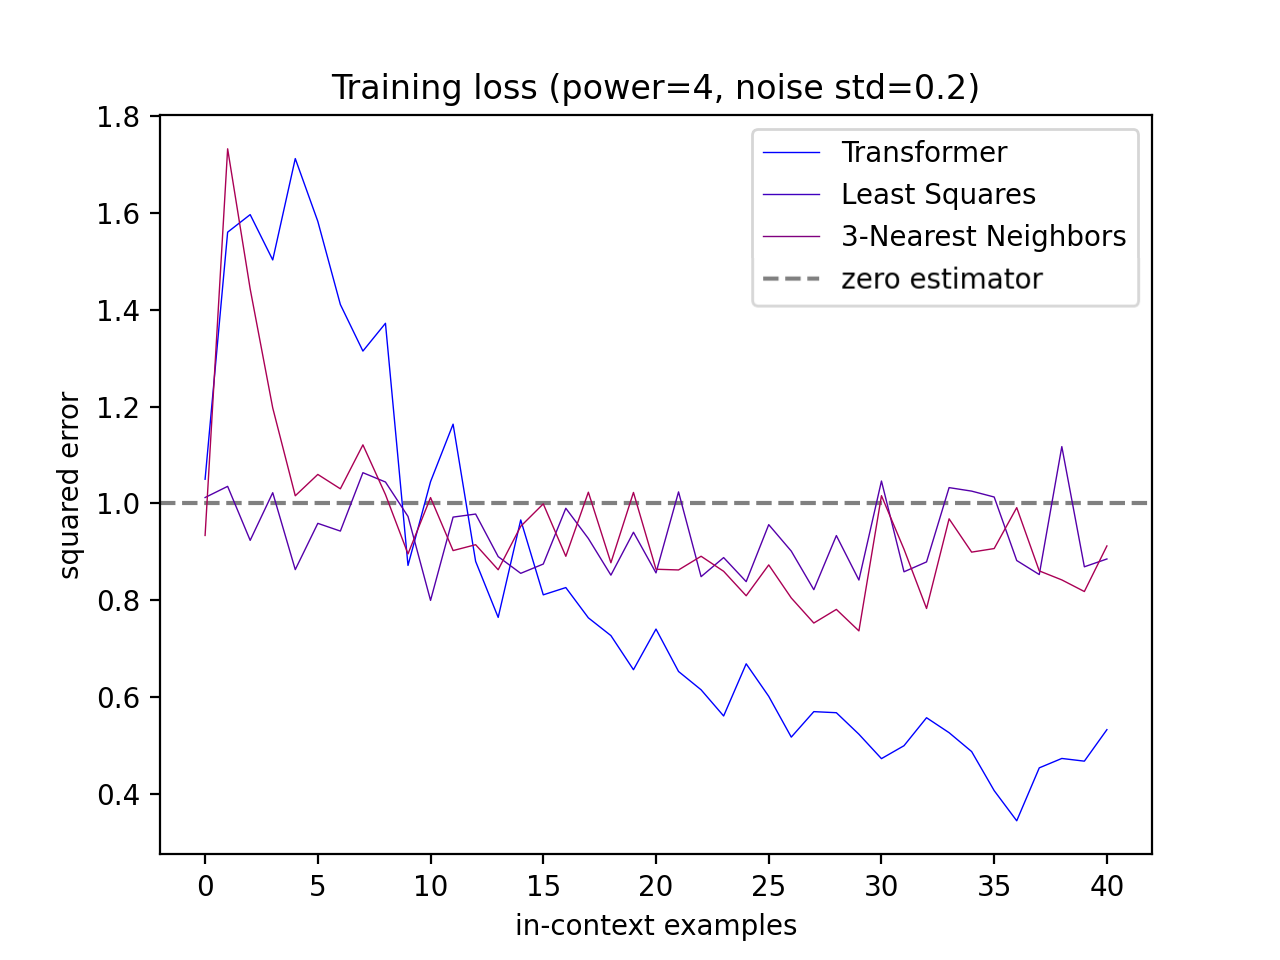 Training loss (power=4, noise std=0.2)
1.8
1.6
1.4
1.2
1.0
0.8
0.6
0.4
squared error
Transformer
Least Squares
3-Nearest Neighbors
zero estimator
0 5 10 15 20 25 30 35 40
in-context examples